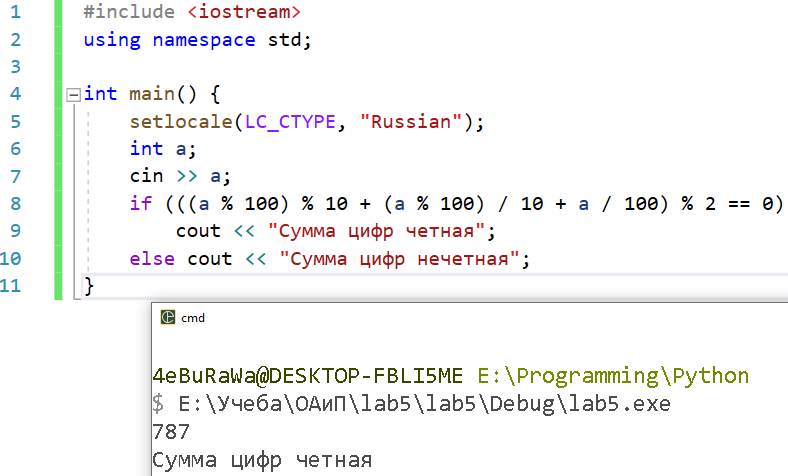 1 #include <iostream>
2 using namespace std;
3
4 int main() {
5 setlocale(LC_CTYPE, "Russian");
6 int a;
7 cin >> a;
8 if (((a % 100) % 10 + (a % 100) / 10 + a / 100) % 2 == 0)
9 cout << "Сумма цифр четная";
10 else cout << "Сумма цифр нечетная";
11 }
cmd
4eBuRaWa@DESKTOP-FBLI5ME E:\Programming\Python
$ E:\Учеба\ОАиП\lab5\lab5\Debug\lab5.exe
787
Сумма цифр четная